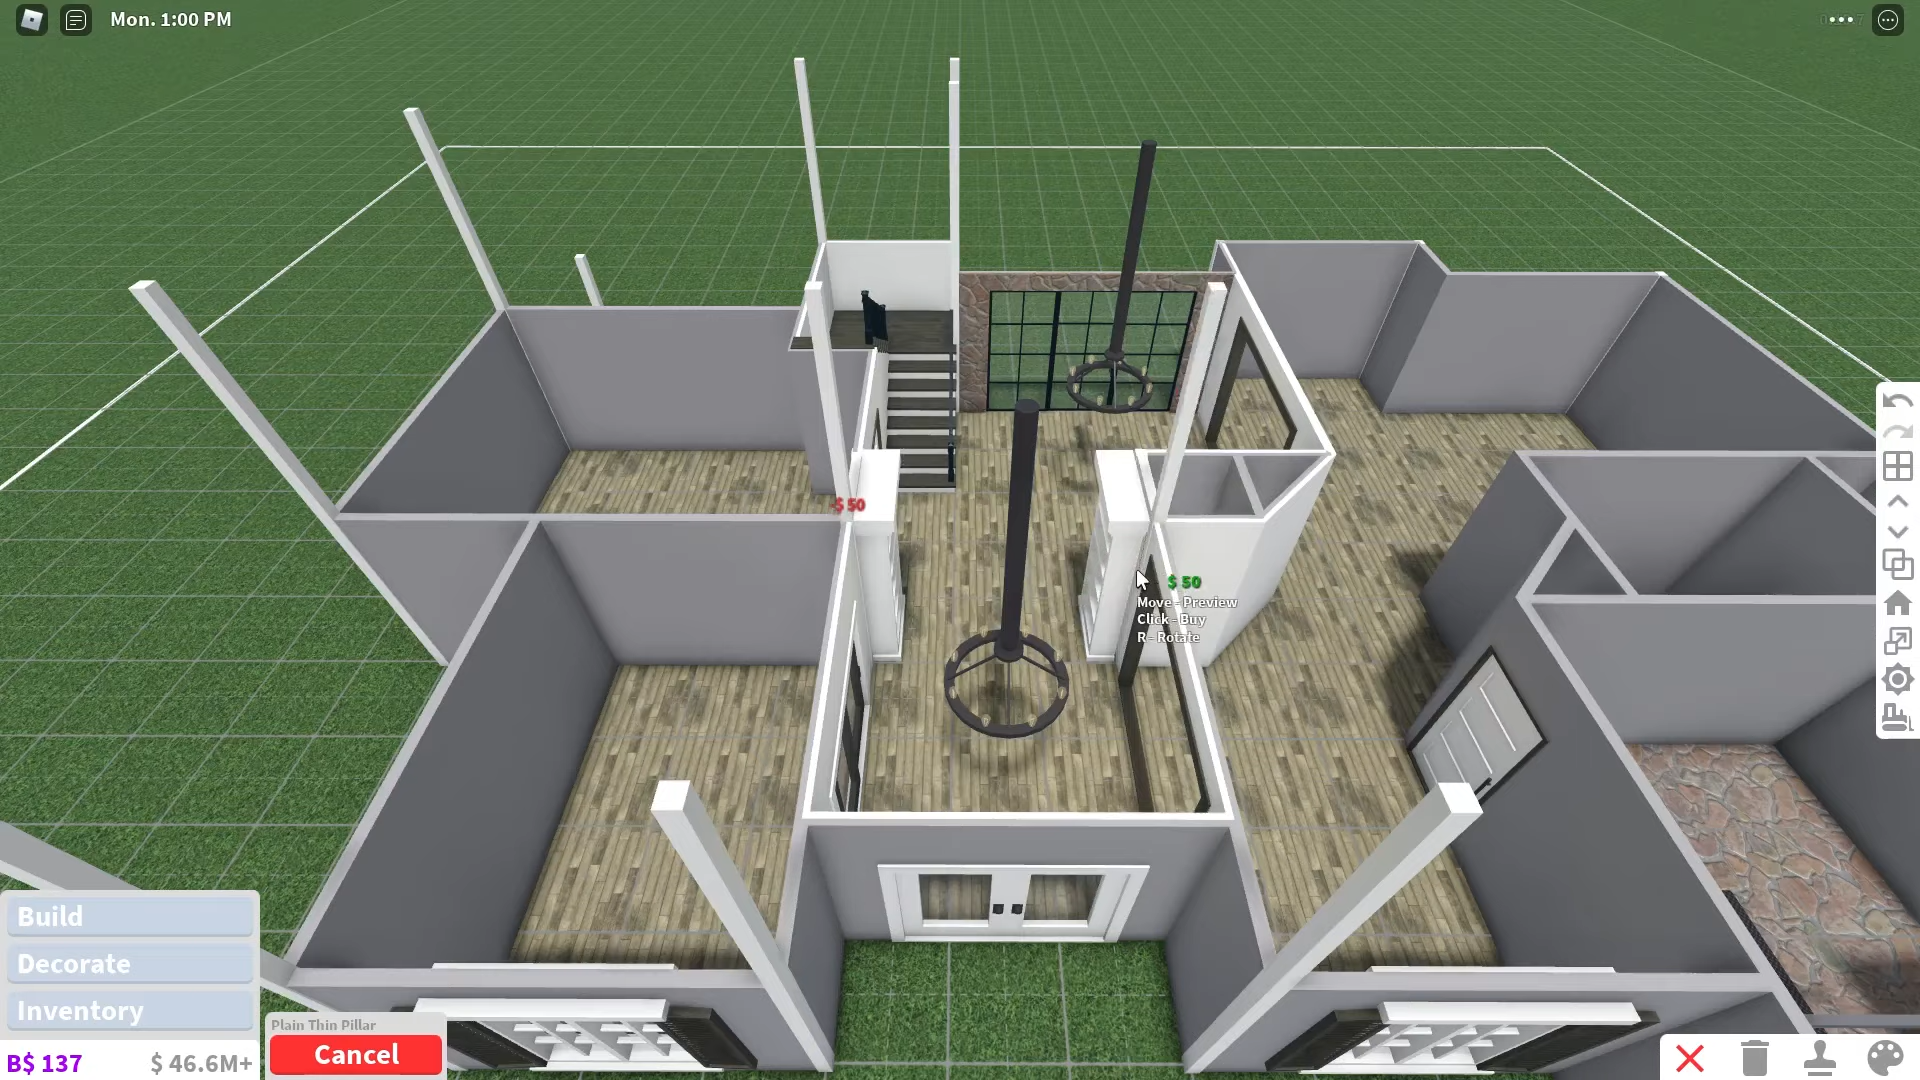 Mon. 1:00 PM
-$ 50
$ 50
Move - Preview
Click - Buy
R - Rotate
Build
Decorate
Inventory
Plain Thin Pillar
Cancel
B$ 137
$ 46.6M+